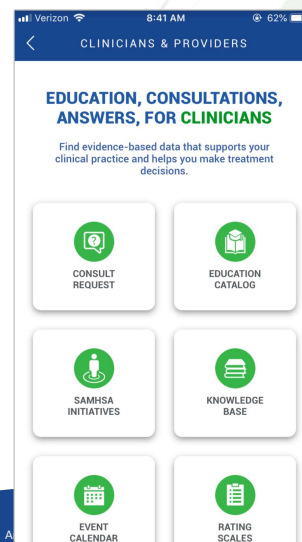 Verizon 8:41 AM 62%
CLINICIANS & PROVIDERS
EDUCATION, CONSULTATIONS,
ANSWERS, FOR CLINICIANS
Find evidence-based data that supports your
clinical practice and helps you make treatment
decisions.
CONSULT
REQUEST
EDUCATION
CATALOG
SAMHSA
INITIATIVES
KNOWLEDGE
BASE
EVENT
CALENDAR
RATING
SCALES
A